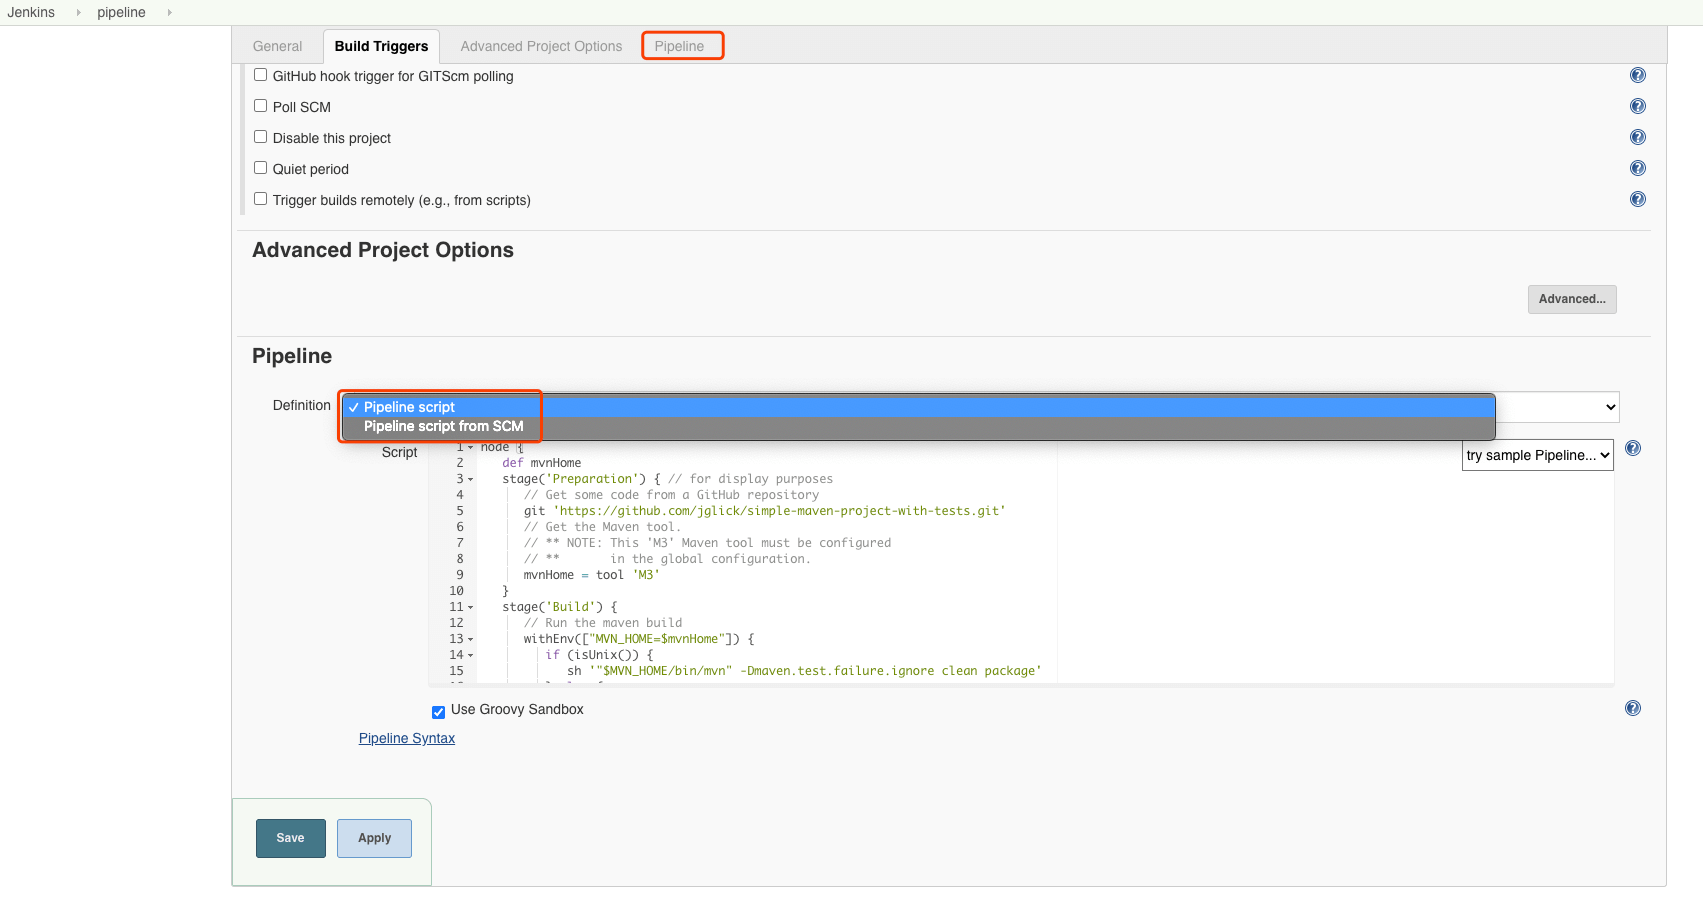 Jenkins pipeline
General Build Triggers Advanced Project Options Pipeline
GitHub hook trigger for GITScm polling
Poll SCM
Disable this project
Quiet period
Trigger builds remotely (e.g., from scripts)
Advanced Project Options
Advanced...
Pipeline
Definition
✓ Pipeline script
Pipeline script from SCM
Script
try sample Pipeline...
1 node {
2 def mvnHome
3 stage('Preparation') { // for display purposes
4 // Get some code from a GitHub repository
5 git 'https://github.com/jglick/simple-maven-project-with-tests.git'
6 // Get the Maven tool.
7 // ** NOTE: This 'M3' Maven tool must be configured
8 // ** in the global configuration.
9 mvnHome = tool 'M3'
10 }
11 stage('Build') {
12 // Run the maven build
13 withEnv(["MVN_HOME=$mvnHome"]) {
14 if (isUnix()) {
15 sh '"$MVN_HOME/bin/mvn" -Dmaven.test.failure.ignore clean package'
Use Groovy Sandbox
Pipeline Syntax
Save Apply